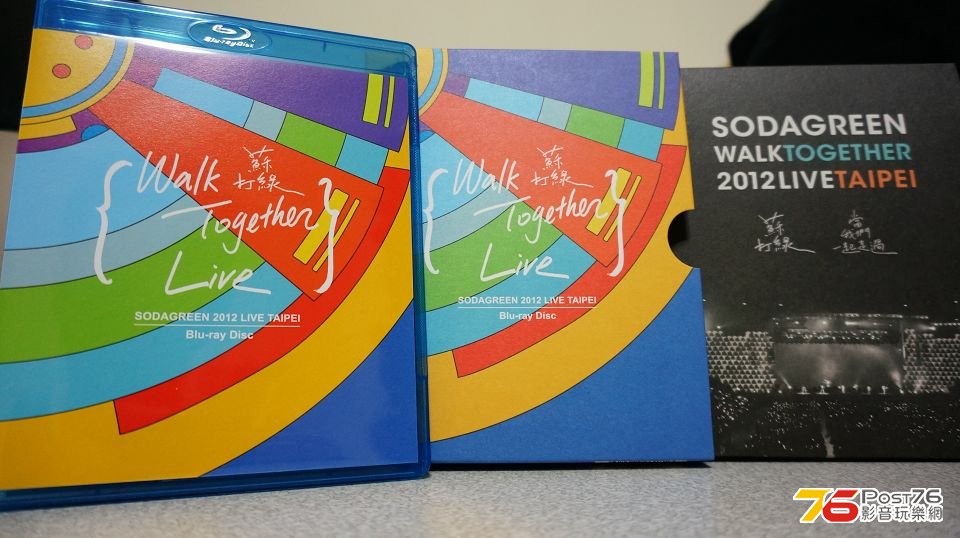 Blu-ray Disc
Walk 蘇打綠
Together
Live
SODAGREEN 2012 LIVE TAIPEI
Blu-ray Disc
Walk 蘇打綠
Together
Live
SODAGREEN 2012 LIVE TAIPEI
Blu-ray Disc
SODAGREEN
WALKTOGETHER
2012LIVETAIPEI
蘇打綠
當我們一起走過
76 POST76
影音玩樂網